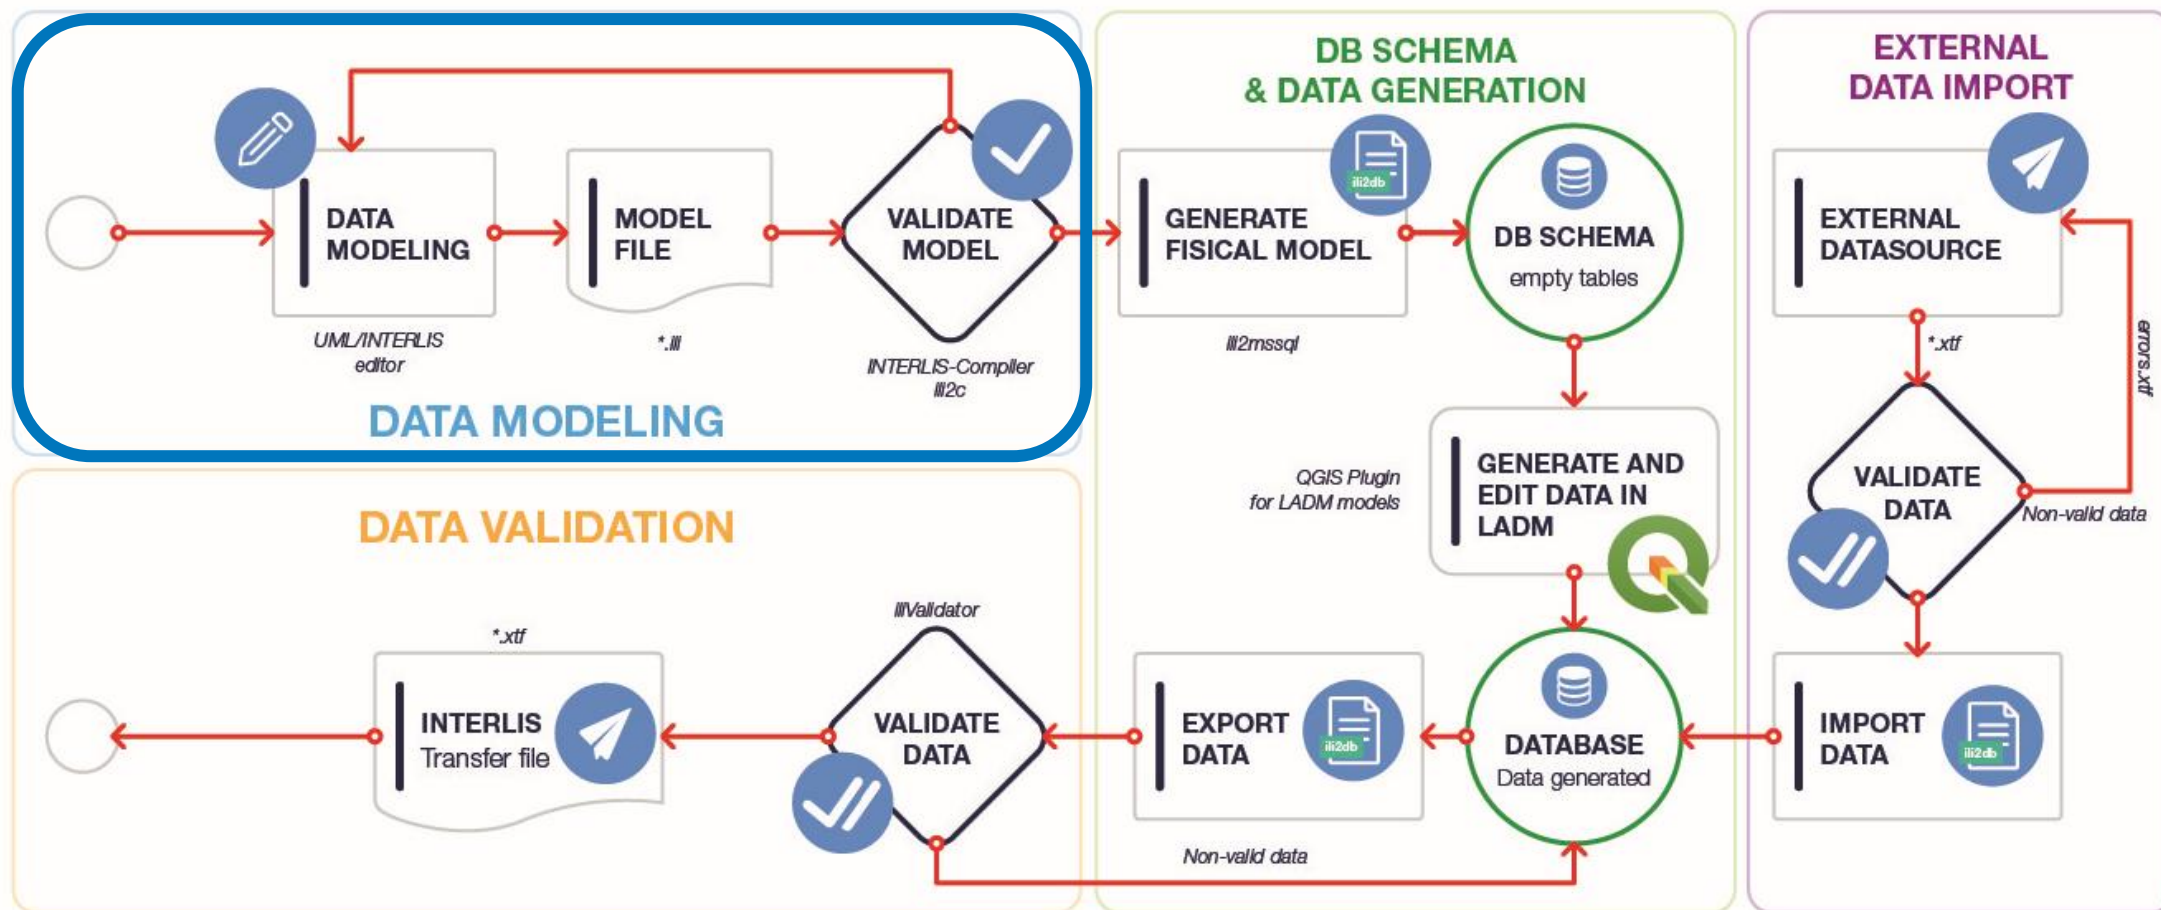 DATA
MODELING
UML/INTERLIS
editor
MODEL
FILE
*.ili
VALIDATE
MODEL
INTERLIS-Compiler
ili2c
DATA MODELING
DB SCHEMA
& DATA GENERATION
GENERATE
FISICAL MODEL
ili2db
ili2mssql
DB SCHEMA
empty tables
QGIS Plugin
for LADM models
GENERATE AND
EDIT DATA IN
LADM
EXTERNAL
DATA IMPORT
EXTERNAL
DATASOURCE
*.xtf
errors.xtf
VALIDATE
DATA
Non-valid data
IMPORT
DATA
ili2db
DATABASE
Data generated
EXPORT
DATA
ili2db
Non-valid data
DATA VALIDATION
iliValidator
VALIDATE
DATA
*.xtf
INTERLIS
Transfer file